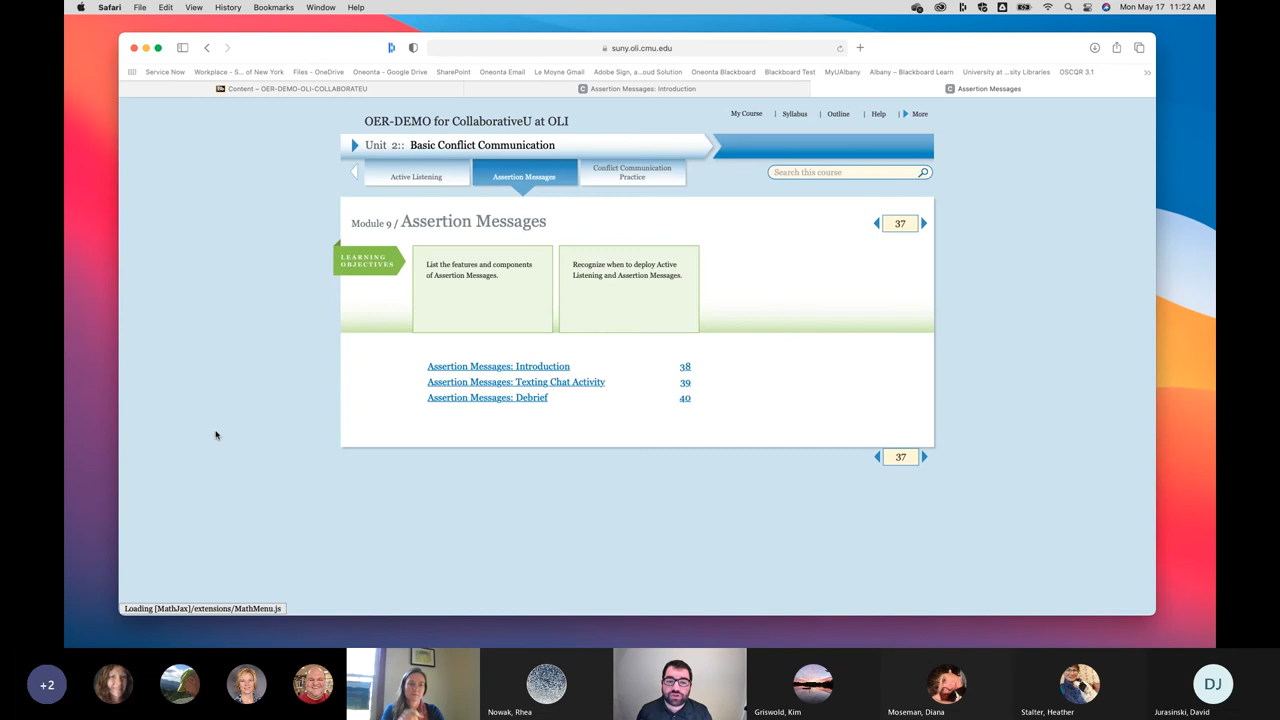 Safari File Edit View History Bookmarks Window Help Mon May 17 11:22 AM
suny.oli.cmu.edu
Service Now Workplace - S... of New York Files - OneDrive Oneonta - Google Drive SharePoint Oneonta Email Le Moyne Gmail Adobe Sign, a...oud Solution Oneonta Blackboard Blackboard Test MyUAlbany Albany – Blackboard Learn University at ...sity Libraries OSCQR 3.1
Content – OER-DEMO-OLI-COLLABORATEU Assertion Messages: Introduction Assertion Messages
My Course | Syllabus | Outline | Help | More
OER-DEMO for CollaborativeU at OLI
Unit 2:: Basic Conflict Communication
Active Listening
Assertion Messages
Conflict Communication
Practice
Search this course
Module 9 / Assertion Messages
37
LEARNING
OBJECTIVES
List the features and components
of Assertion Messages.
Recognize when to deploy Active
Listening and Assertion Messages.
Assertion Messages: Introduction 38
Assertion Messages: Texting Chat Activity 39
Assertion Messages: Debrief 40
37
Loading [MathJax]/extensions/MathMenu.js
+2
DJ
Nowak, Rhea
Griswold, Kim
Moseman, Diana
Stalter, Heather
Jurasinski, David